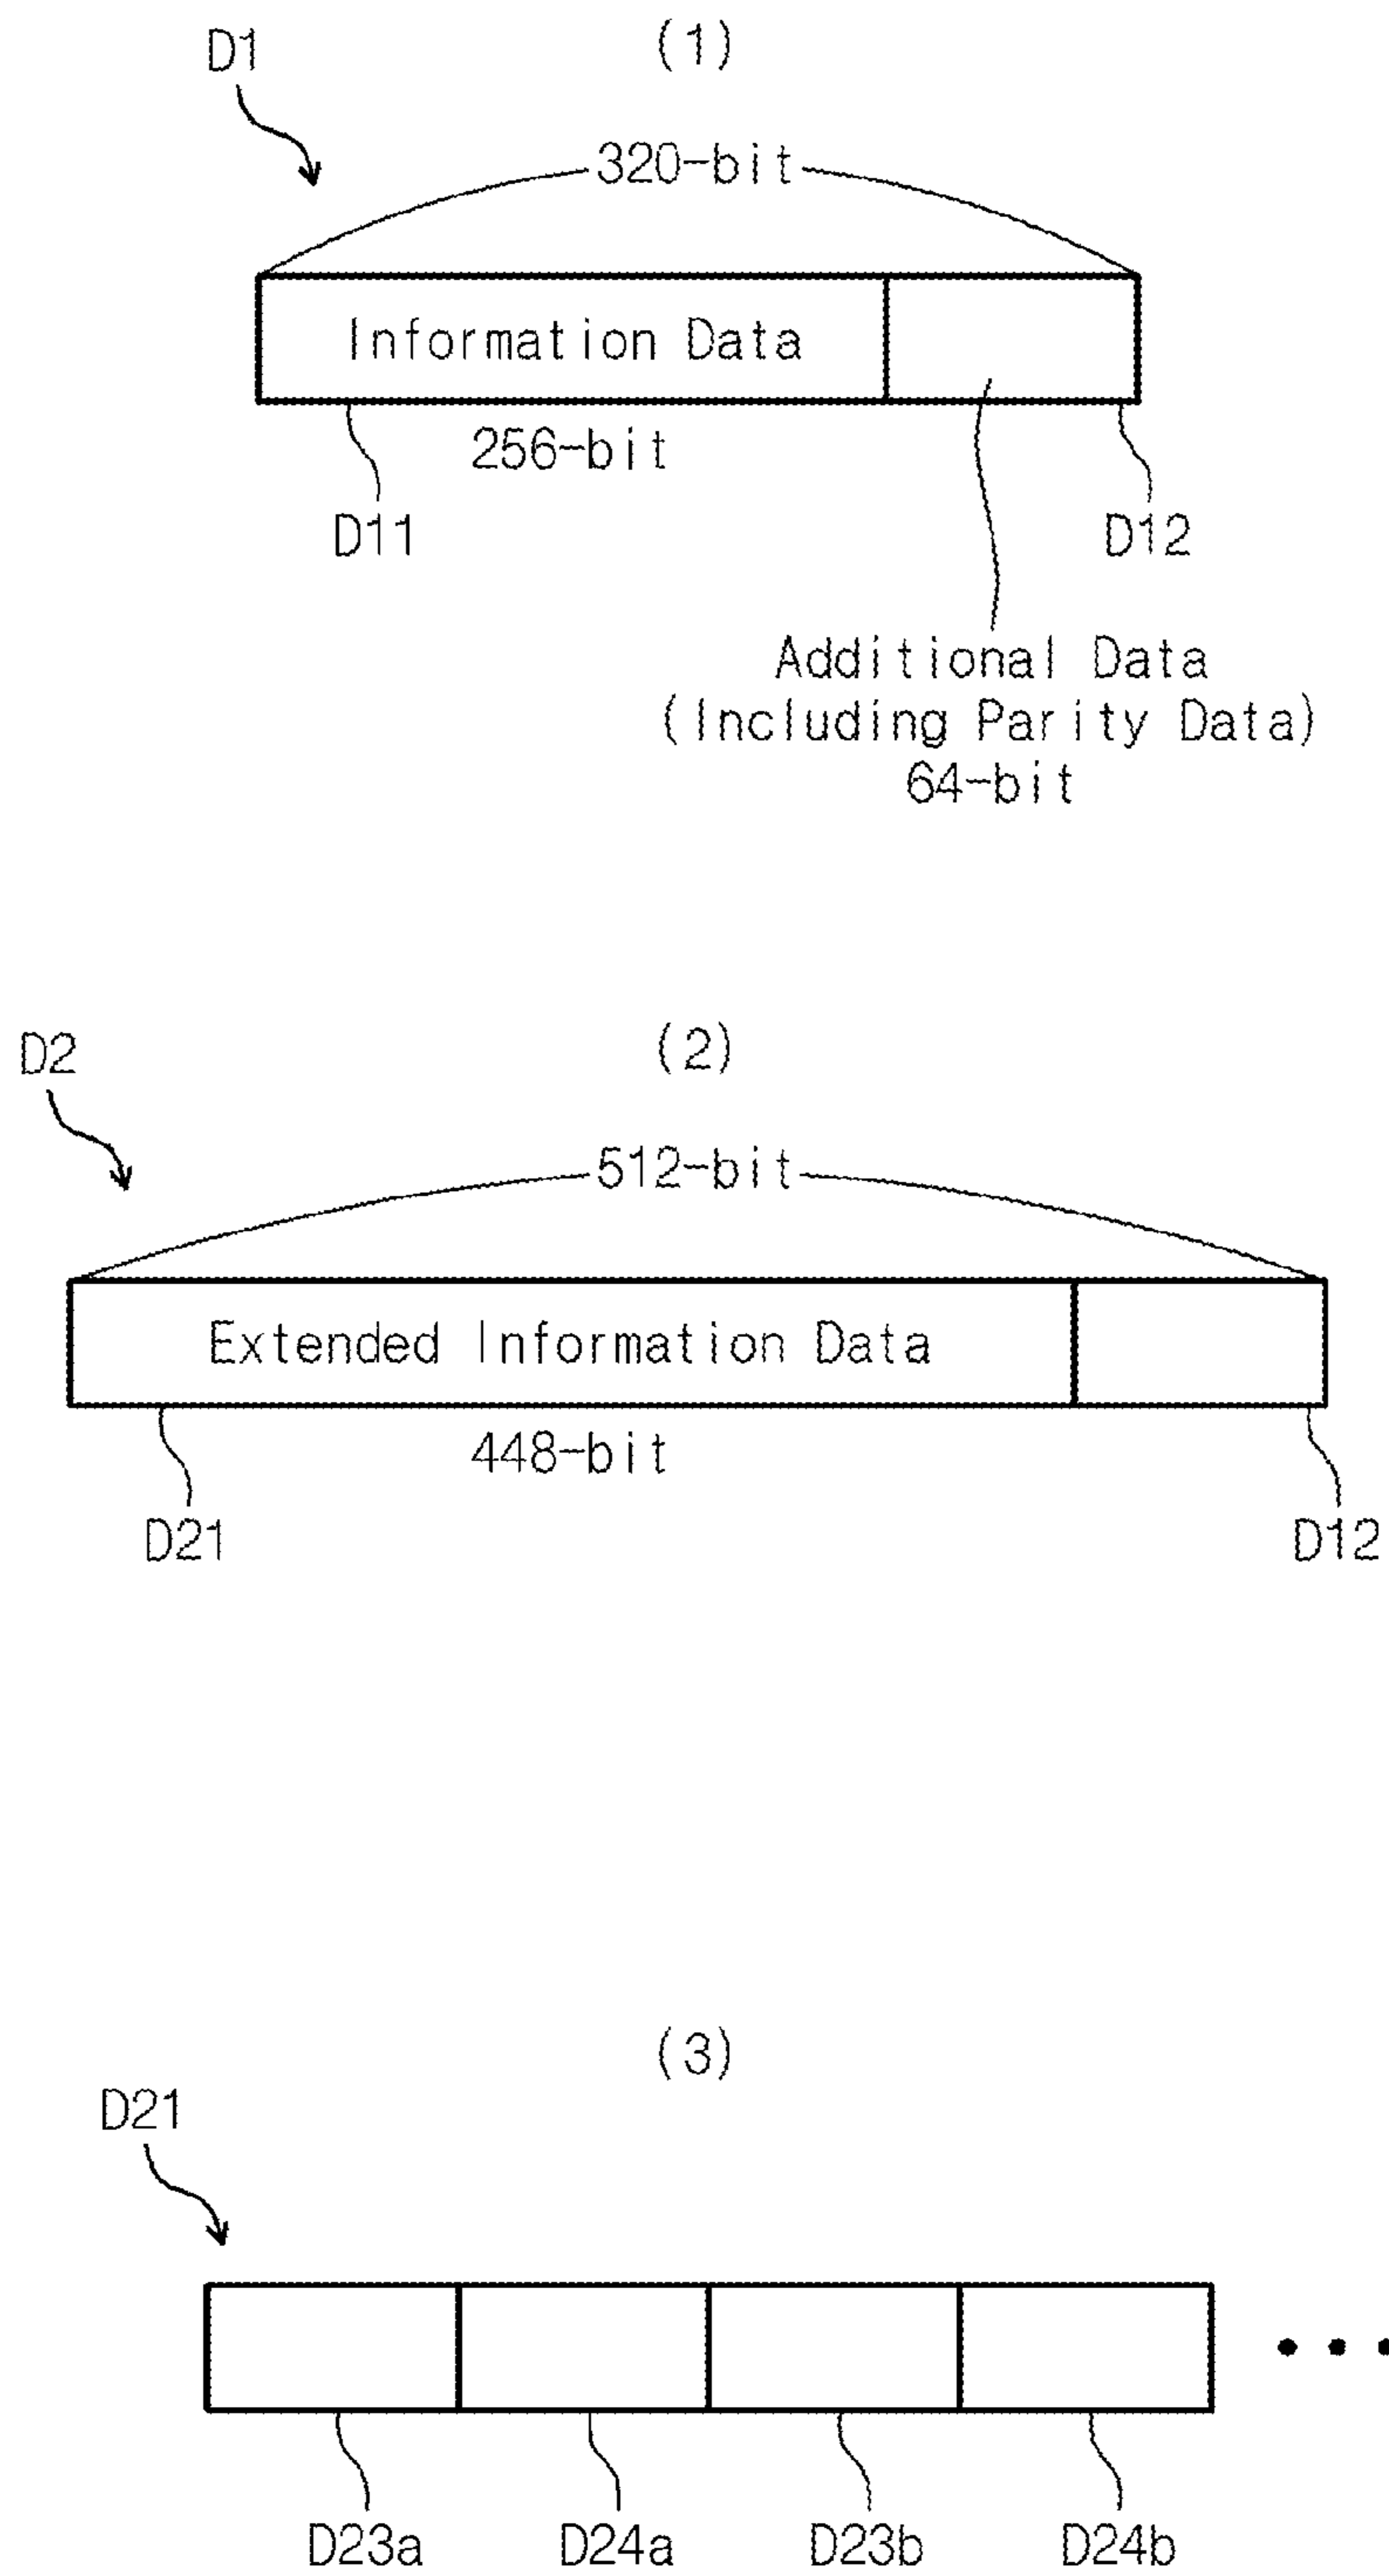 (1)
D1
320-bit
Information Data
256-bit
D11
D12
Additional Data
(Including Parity Data)
64-bit
(2)
D2
512-bit
Extended Information Data
448-bit
D21
D12
(3)
D21
D23a D24a D23b D24b